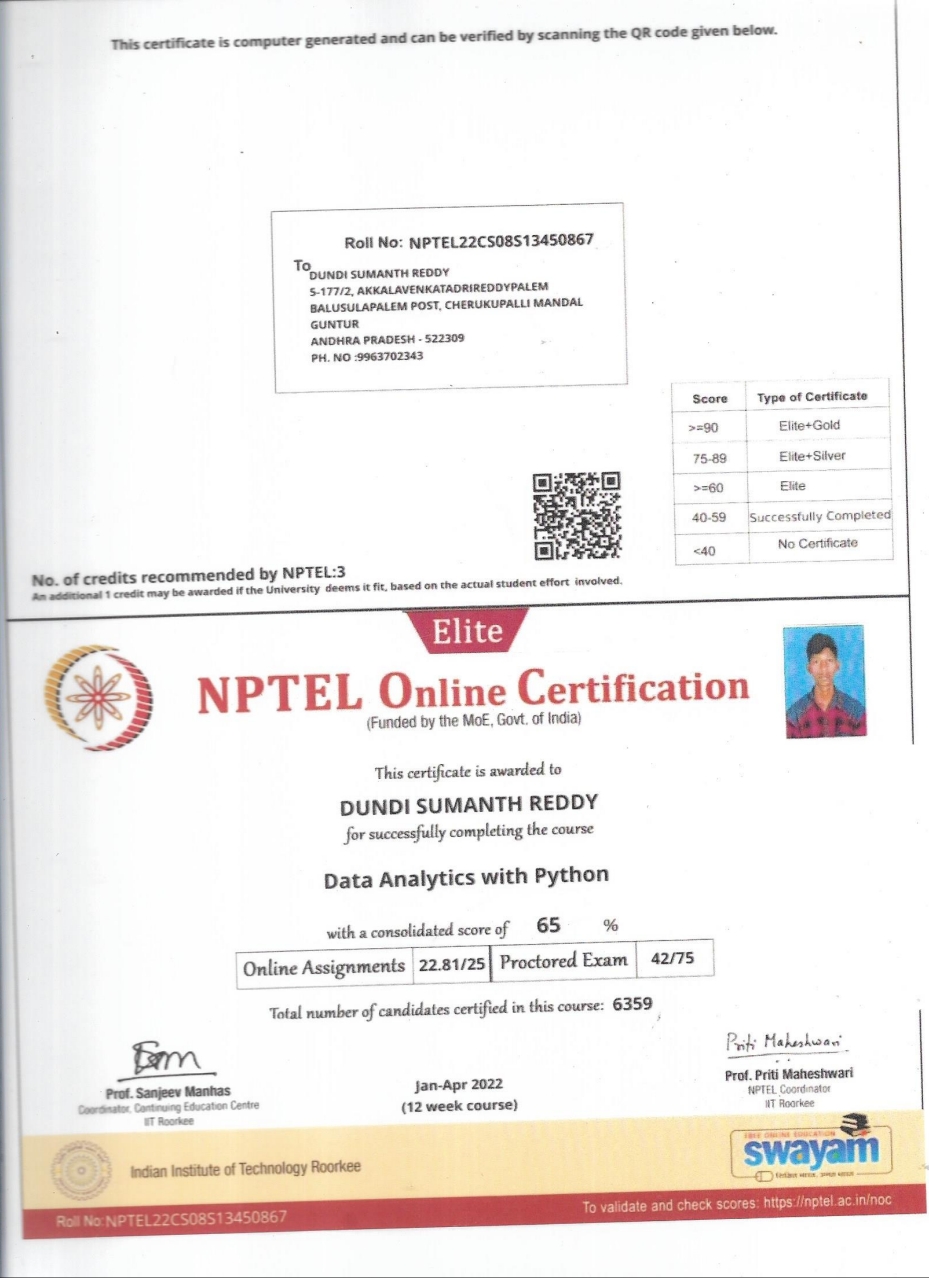 This certificate is computer generated and can be verified by scanning the QR code given below.
Roll No: NPTEL22CS08S13450867
To
DUNDI SUMANTH REDDY
5-177/2, AKKALAVENKATADRIREDDYPALEM
BALUSULAPALEM POST, CHERUKUPALLI MANDAL
GUNTUR
ANDHRA PRADESH - 522309
PH. NO :9963702343
Score Type of Certificate
>=90 Elite+Gold
75-89 Elite+Silver
>=60 Elite
40-59 Successfully Completed
<40 No Certificate
No. of credits recommended by NPTEL:3
An additional 1 credit may be awarded if the University deems it fit, based on the actual student effort involved.
Elite
NPTEL Online Certification
(Funded by the MoE, Govt. of India)
This certificate is awarded to
DUNDI SUMANTH REDDY
for successfully completing the course
Data Analytics with Python
with a consolidated score of 65 %
Online Assignments 22.81/25 Proctored Exam 42/75
Total number of candidates certified in this course: 6359
Priti Maheshwari
Prof. Sanjeev Manhas
Coordinator, Continuing Education Centre
IIT Roorkee
Jan-Apr 2022
(12 week course)
Prof. Priti Maheshwari
NPTEL Coordinator
IIT Roorkee
Indian Institute of Technology Roorkee
FREE ONLINE EDUCATION
swayam
Roll No:NPTEL22CS08S13450867
To validate and check scores: https://nptel.ac.in/noc